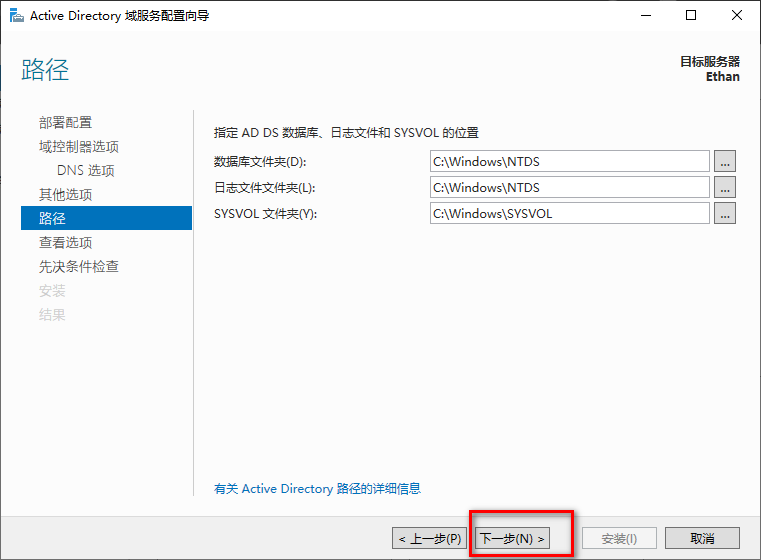 Active Directory 域服务配置向导
路径
目标服务器
Ethan
部署配置
域控制器选项
DNS 选项
其他选项
路径
查看选项
先决条件检查
安装
结果
指定 AD DS 数据库、日志文件和 SYSVOL 的位置
数据库文件夹(D): C:\Windows\NTDS ...
日志文件文件夹(L): C:\Windows\NTDS ...
SYSVOL 文件夹(Y): C:\Windows\SYSVOL ...
有关 Active Directory 路径的详细信息
< 上一步(P) 下一步(N) > 安装(I) 取消